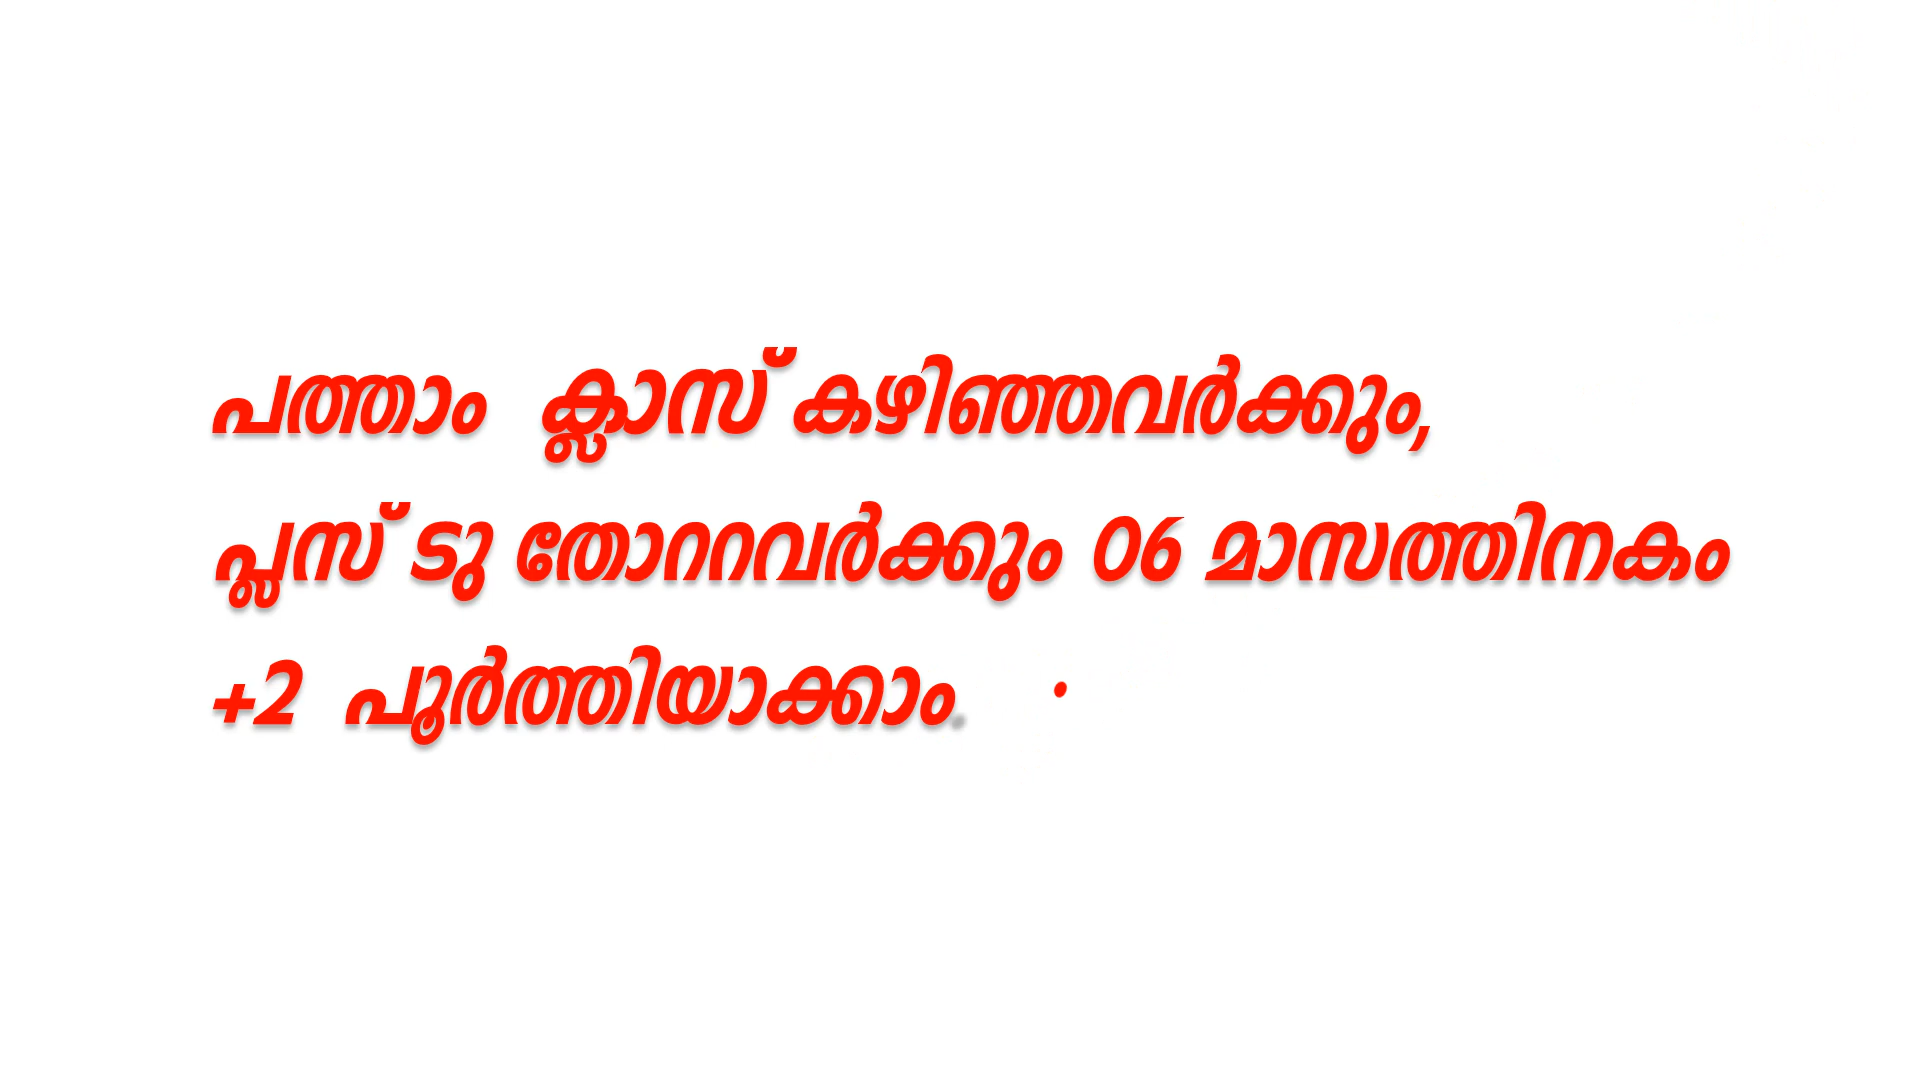 പത്താം ക്ലാസ് കഴിഞ്ഞവർക്കും,
പ്ലസ് ടു തോററവർക്കും 06 മാസത്തിനകം
+2 പൂർത്തിയാക്കാം.